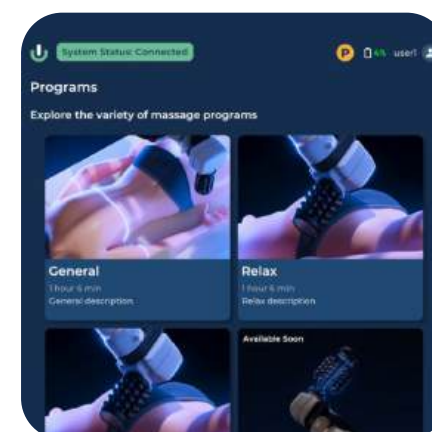 System Status: Connected
P
4% user1
Programs
Explore the variety of massage programs
General
1 hour 6 min
General description
Relax
1 hour 6 min
Relax description
Available Soon